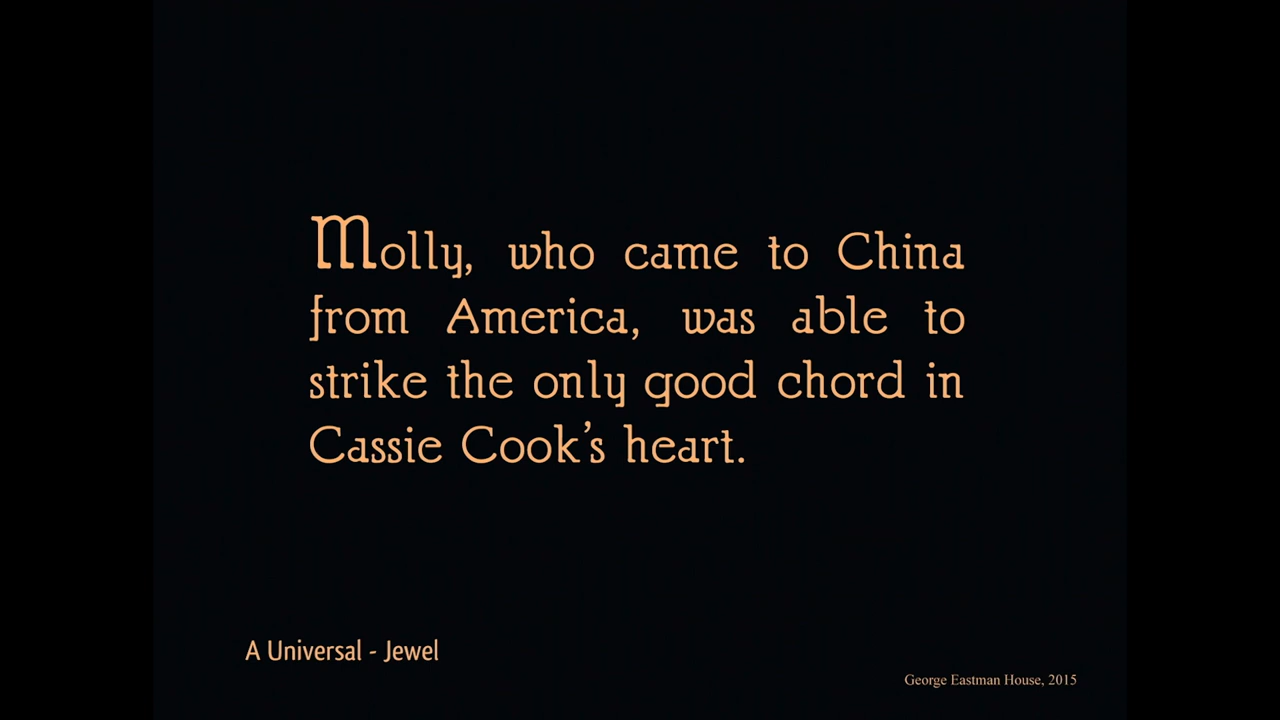 Molly, who came to China
from America, was able to
strike the only good chord in
Cassie Cook's heart.
A Universal - Jewel
George Eastman House, 2015